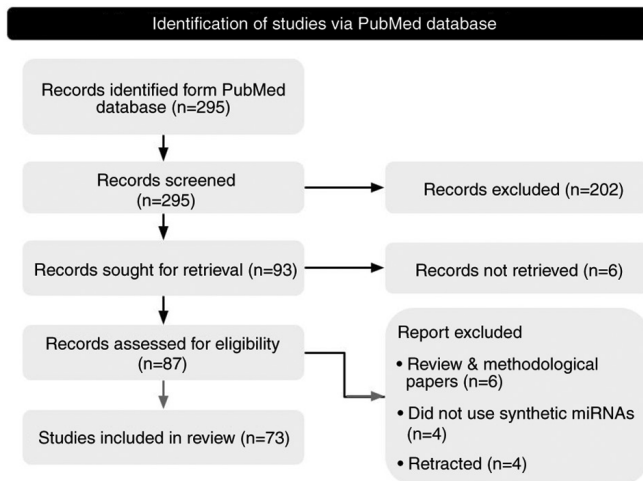 Identification of studies via PubMed database
Records identified form PubMed
database (n=295)
Records screened
(n=295)
Records excluded (n=202)
Records sought for retrieval (n=93)
Records not retrieved (n=6)
Records assessed for eligibility
(n=87)
Report excluded
• Review & methodological
papers (n=6)
• Did not use synthetic miRNAs
(n=4)
• Retracted (n=4)
Studies included in review (n=73)